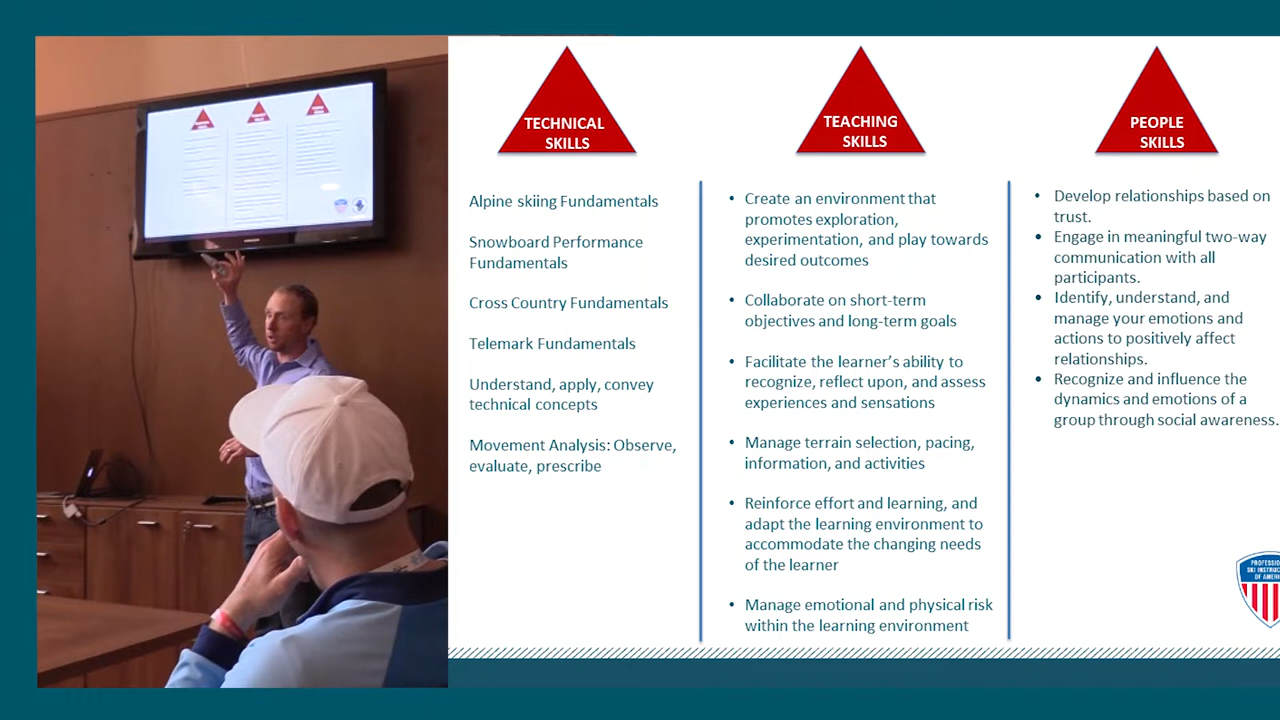 TECHNICAL
SKILLS
Alpine skiing Fundamentals
Snowboard Performance
Fundamentals
Cross Country Fundamentals
Telemark Fundamentals
Understand, apply, convey
technical concepts
Movement Analysis: Observe,
evaluate, prescribe
TEACHING
SKILLS
• Create an environment that
promotes exploration,
experimentation, and play towards
desired outcomes
• Collaborate on short-term
objectives and long-term goals
• Facilitate the learner's ability to
recognize, reflect upon, and assess
experiences and sensations
• Manage terrain selection, pacing,
information, and activities
• Reinforce effort and learning, and
adapt the learning environment to
accommodate the changing needs
of the learner
• Manage emotional and physical risk
within the learning environment
PEOPLE
SKILLS
• Develop relationships based on
trust.
• Engage in meaningful two-way
communication with all
participants.
• Identify, understand, and
manage your emotions and
actions to positively affect
relationships.
• Recognize and influence the
dynamics and emotions of a
group through social awareness.